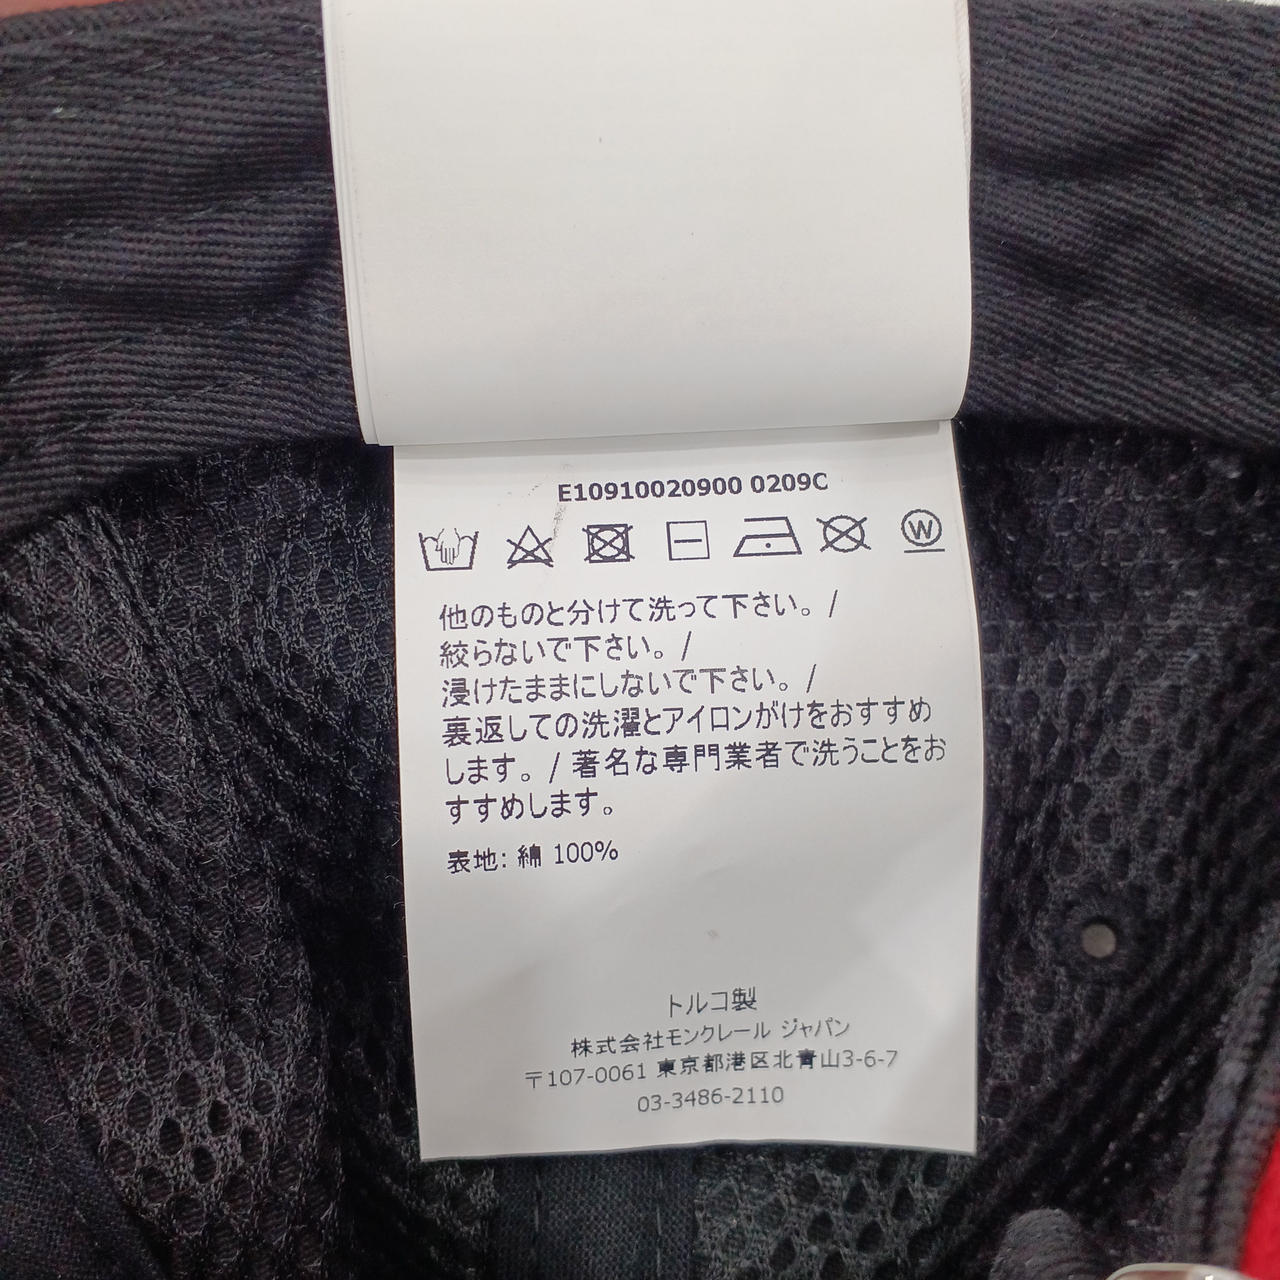 E10910020900 0209C
W
他のものと分けて洗って下さい。/
絞らないで下さい。/
浸けたままにしないで下さい。/
裏返しての洗濯とアイロンがけをおすすめ
します。/ 著名な専門業者で洗うことをお
すすめします。
表地: 綿 100%
トルコ製
株式会社モンクレール ジャパン
〒107-0061 東京都港区北青山3-6-7
03-3486-2110